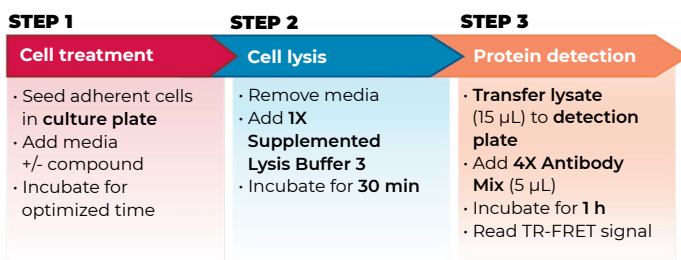 STEP 1
Cell treatment
• Seed adherent cells
in culture plate
• Add media
+/- compound
• Incubate for
optimized time
STEP 2
Cell lysis
• Remove media
• Add 1X
Supplemented
Lysis Buffer 3
• Incubate for 30 min
STEP 3
Protein detection
• Transfer lysate
(15 µL) to detection
plate
• Add 4X Antibody
Mix (5 µL)
• Incubate for 1 h
• Read TR-FRET signal